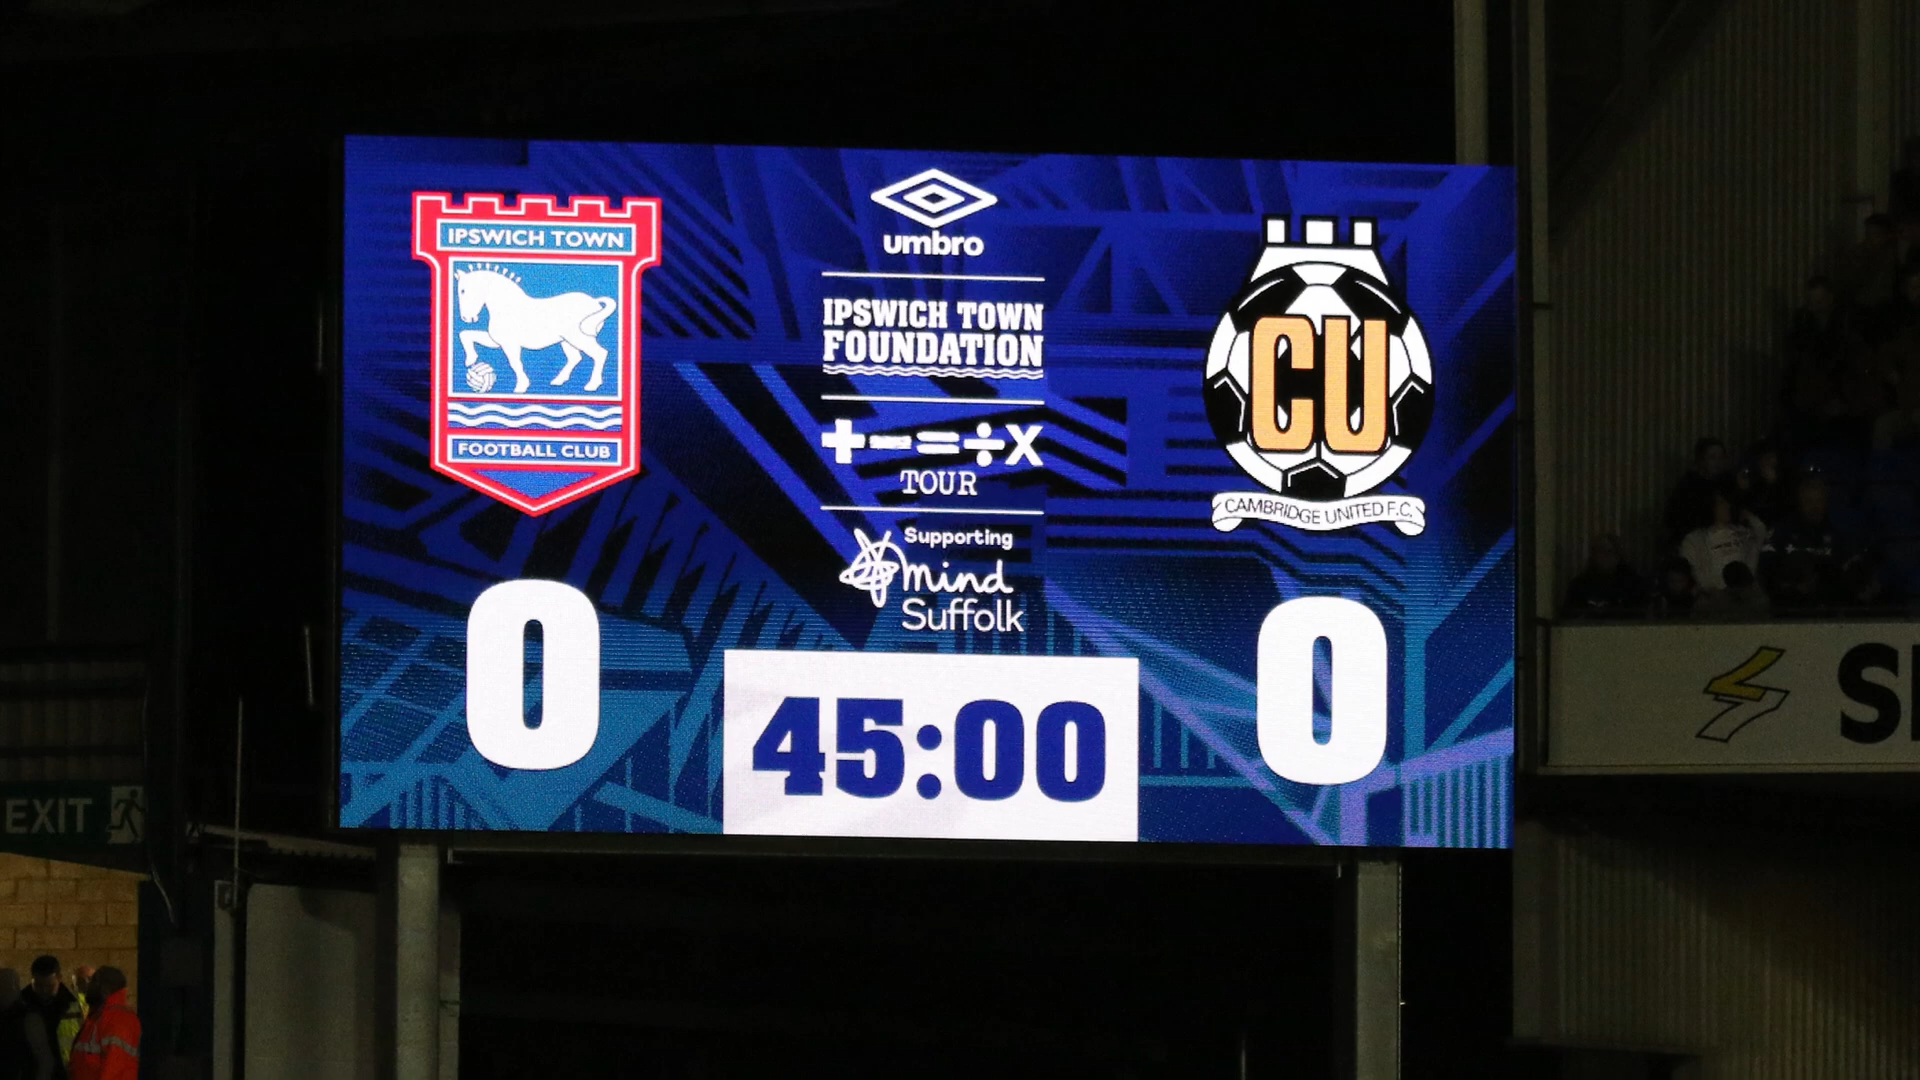 IPSWICH TOWN
FOOTBALL CLUB
umbro
IPSWICH TOWN
FOUNDATION
+-=÷x
TOUR
Supporting
mind
Suffolk
CU
CAMBRIDGE UNITED F.C.
0
45:00
0
EXIT